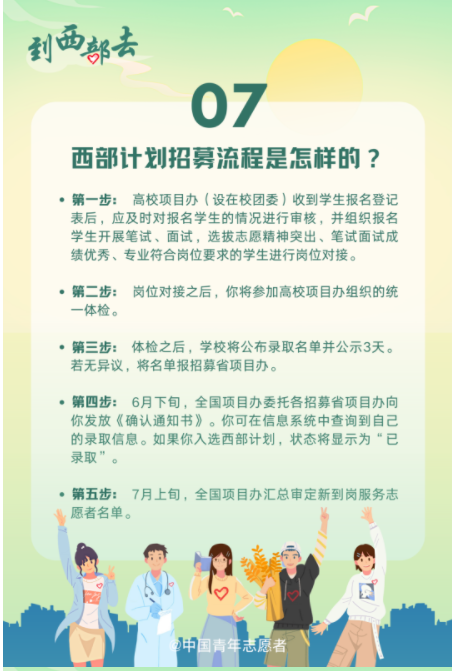 到西部去
07
西部计划招募流程是怎样的？
• 第一步： 高校项目办（设在校团委）收到学生报名登记
表后，应及时对报名学生的情况进行审核，并组织报名
学生开展笔试、面试，选拔志愿精神突出、笔试面试成
绩优秀、专业符合岗位要求的学生进行岗位对接。
• 第二步： 岗位对接之后，你将参加高校项目办组织的统
一体检。
• 第三步： 体检之后，学校将公布录取名单并公示3天。
若无异议，将名单报招募省项目办。
• 第四步： 6月下旬，全国项目办委托各招募省项目办向
你发放《确认通知书》。你可在信息系统中查询到自己
的录取信息。如果你入选西部计划，状态将显示为“已
录取”。
• 第五步： 7月上旬，全国项目办汇总审定新到岗服务志
愿者名单。
@中国青年志愿者